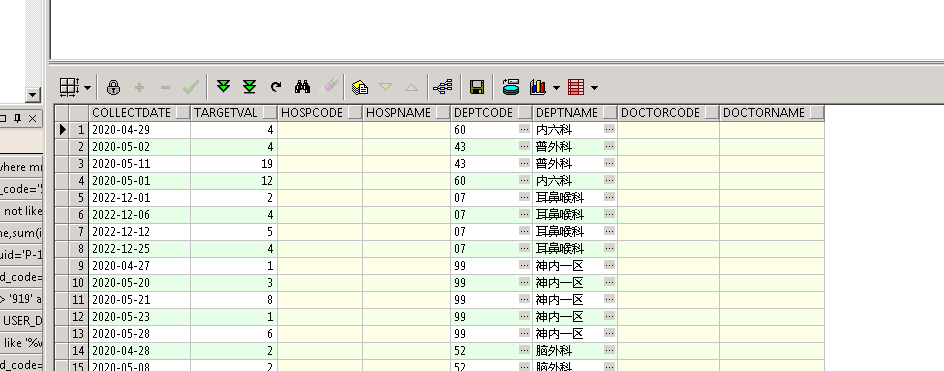 COLLECTDATE TARGETVAL HOSPCODE HOSPNAME DEPTCODE DEPTNAME DOCTORCODE DOCTORNAME
1 2020-04-29 4 60 ... 内六科 ...
2 2020-05-02 4 43 ... 普外科 ...
3 2020-05-11 19 43 ... 普外科 ...
4 2020-05-01 12 60 ... 内六科 ...
5 2022-12-01 2 07 ... 耳鼻喉科 ...
6 2022-12-06 4 07 ... 耳鼻喉科 ...
7 2022-12-12 5 07 ... 耳鼻喉科 ...
8 2022-12-25 4 07 ... 耳鼻喉科 ...
9 2020-04-27 1 99 ... 神内一区 ...
10 2020-05-20 3 99 ... 神内一区 ...
11 2020-05-21 8 99 ... 神内一区 ...
12 2020-05-23 1 99 ... 神内一区 ...
13 2020-05-28 6 99 ... 神内一区 ...
14 2020-04-28 2 52 ... 脑外科 ...
15 2020-05-08 2 52 ... 脑外科 ...
where
_code='
not like
ne,sum(i
uid='P-1
d_code=
> '919' a
USER_D
like '%
d_code=